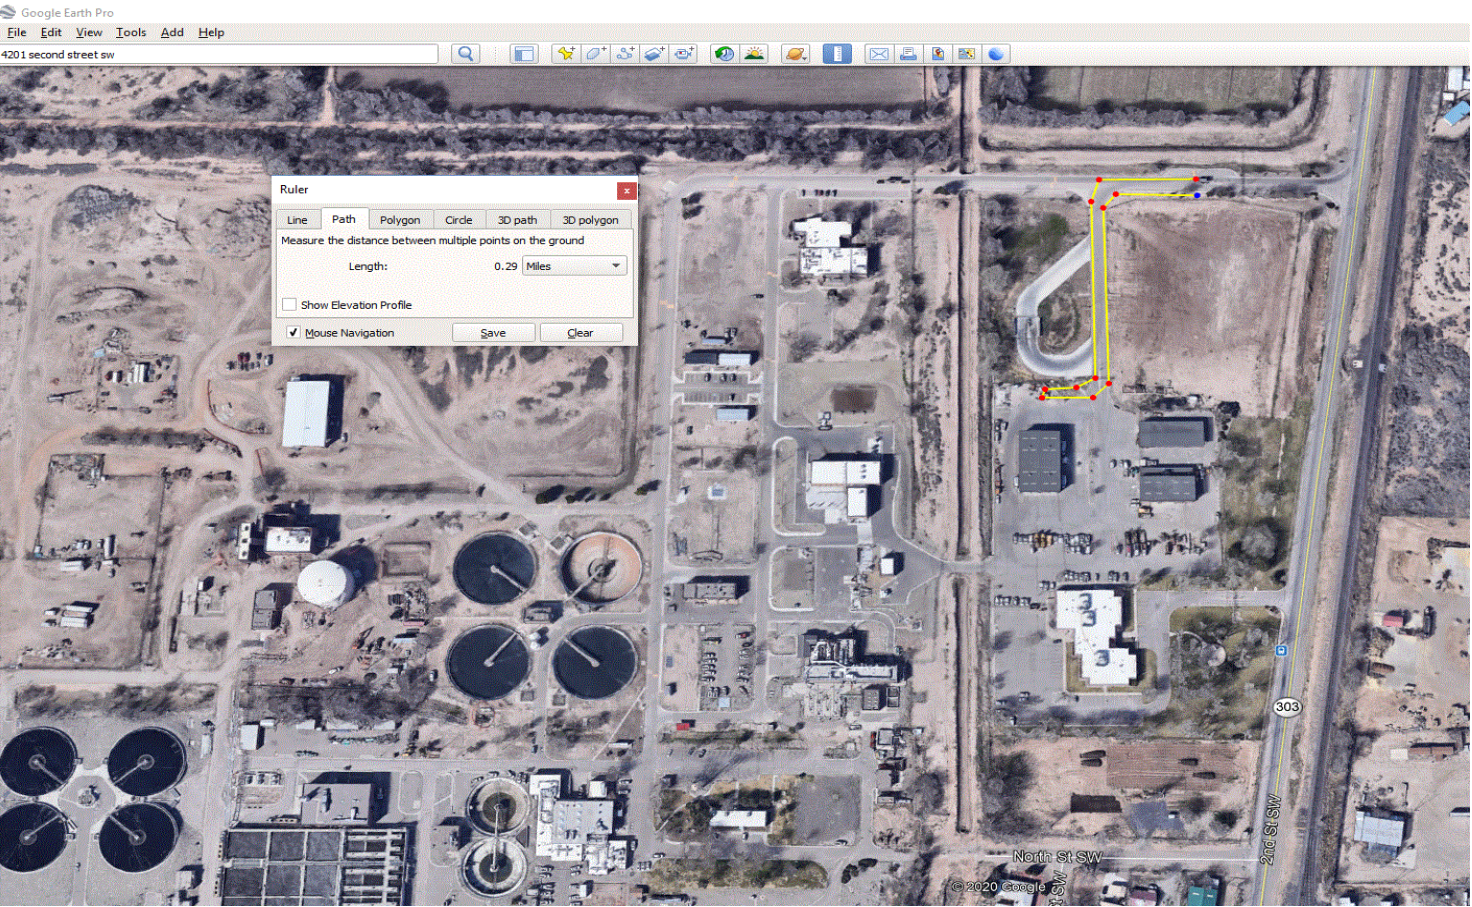 Google Earth Pro
File Edit View Tools Add Help
4201 second street sw
Ruler
x
Line Path Polygon Circle 3D path 3D polygon
Measure the distance between multiple points on the ground
Length: 0.29 Miles
Show Elevation Profile
Mouse Navigation Save Clear
303
2nd St SW
North St SW
© 2020 Google
St SW